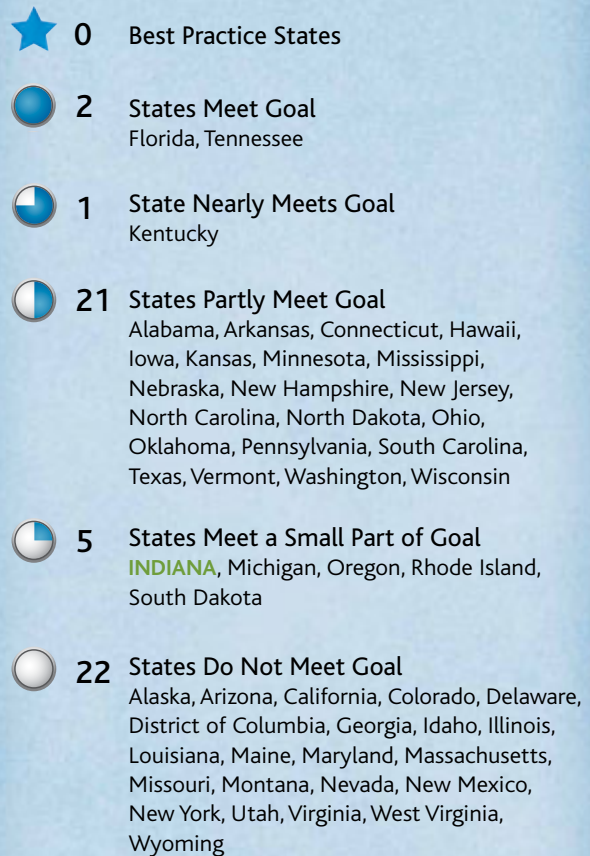 0 Best Practice States
2 States Meet Goal
Florida, Tennessee
1 State Nearly Meets Goal
Kentucky
21 States Partly Meet Goal
Alabama, Arkansas, Connecticut, Hawaii,
Iowa, Kansas, Minnesota, Mississippi,
Nebraska, New Hampshire, New Jersey,
North Carolina, North Dakota, Ohio,
Oklahoma, Pennsylvania, South Carolina,
Texas, Vermont, Washington, Wisconsin
5 States Meet a Small Part of Goal
INDIANA, Michigan, Oregon, Rhode Island,
South Dakota
22 States Do Not Meet Goal
Alaska, Arizona, California, Colorado, Delaware,
District of Columbia, Georgia, Idaho, Illinois,
Louisiana, Maine, Maryland, Massachusetts,
Missouri, Montana, Nevada, New Mexico,
New York, Utah, Virginia, West Virginia,
Wyoming